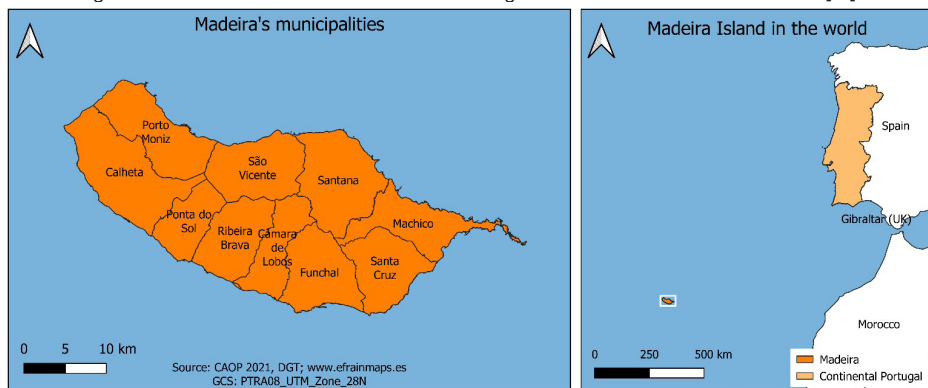 Madeira's municipalities
Porto
Moniz
Calheta
São
Vicente
Santana
Ponta do
Sol
Ribeira
Brava
Câmara
de
Lobos
Funchal
Machico
Santa
Cruz
0 5 10 km
Source: CAOP 2021, DGT; www.efrainmaps.es
GCS: PTRA08_UTM_Zone_28N
Madeira Island in the world
Spain
Gibraltar (UK)
Morocco
0 250 500 km
Madeira
Continental Portugal